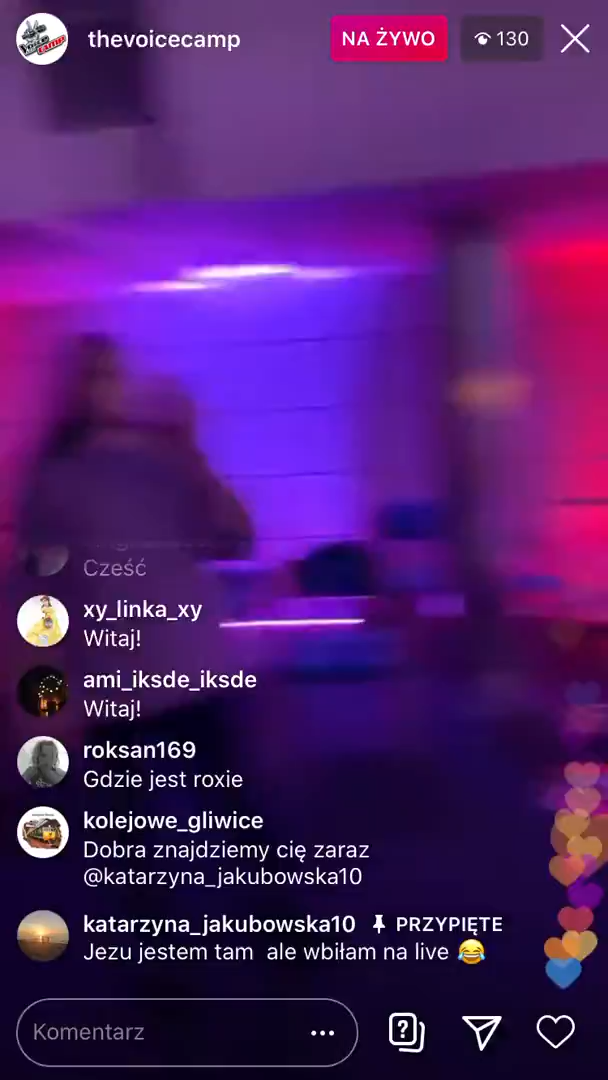 thevoicecamp
NA ŻYWO
130
Cześć
xy_linka_xy
Witaj!
ami_iksde_iksde
Witaj!
roksan169
Gdzie jest roxie
kolejowe_gliwice
Dobra znajdziemy cię zaraz
@katarzyna_jakubowska10
katarzyna_jakubowska10 PRZYPIĘTE
Jezu jestem tam ale wbiłam na live 😂
Komentarz